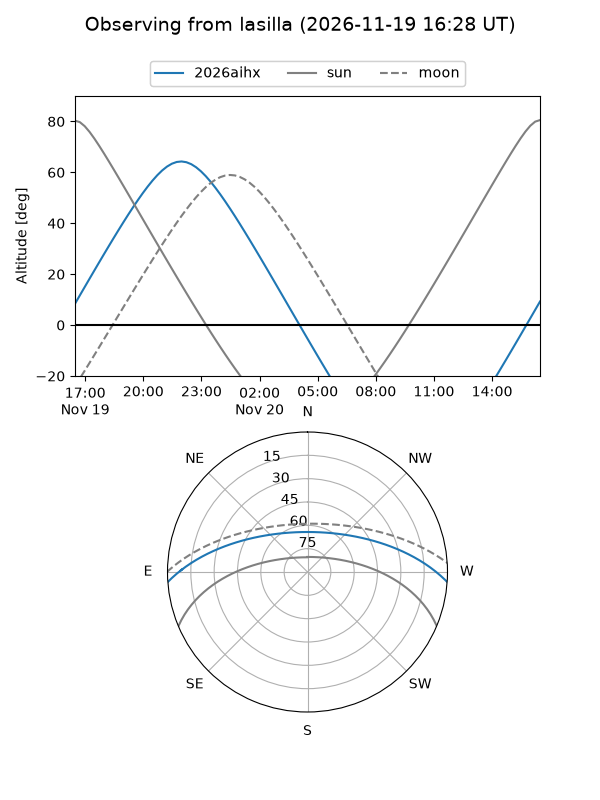 Observing from lasilla (2026-11-19 16:28 UT)
2026aihx sun moon
Altitude [deg]
80
60
40
20
0
−20
17:00 20:00 23:00 02:00 05:00 08:00 11:00 14:00
Nov 19 Nov 20
N
NE NW
15
30
45
60
75
E W
SE SW
S